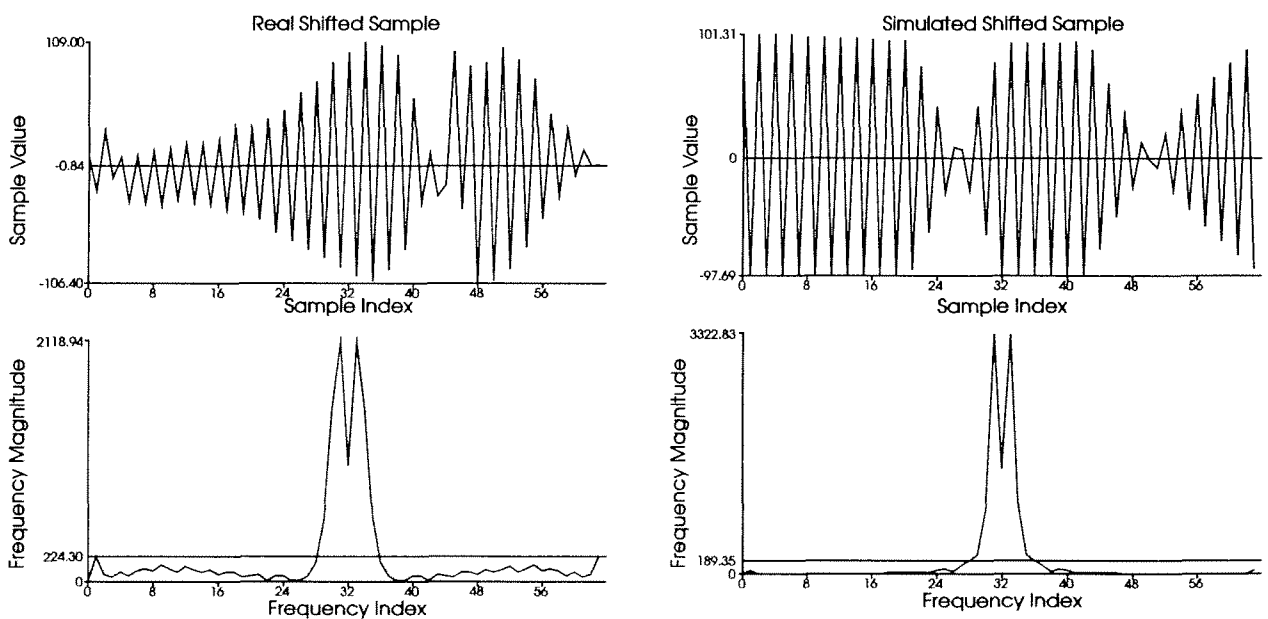 Real Shifted Sample
109.00
-0.84
-106.40
Sample Value
0 8 16 24 32 40 48 56
Sample Index
Simulated Shifted Sample
101.31
0
-97.69
Sample Value
0 8 16 24 32 40 48 56
Sample Index
2118.94
224.30
0
Frequency Magnitude
0 8 16 24 32 40 48 56
Frequency Index
3322.83
189.35
0
Frequency Magnitude
0 8 16 24 32 40 48 56
Frequency Index